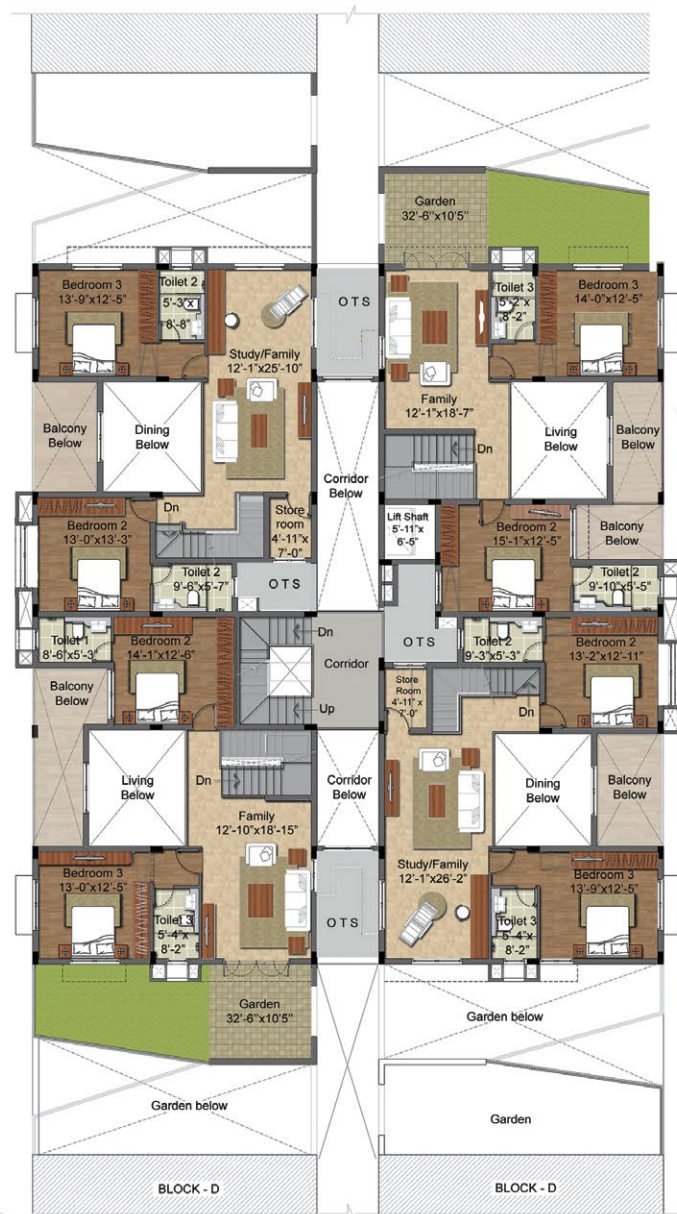 Garden
32'-6"x10'5"
Bedroom 3
13'-9"x12'-5"
Toilet 2
5'-3"x
8'-8"
OTS
Toilet 3
5'-2"x
8'-2"
Bedroom 3
14'-0"x12'-5"
Study/Family
12'-1"x25'-10"
Family
12'-1"x18'-7"
Balcony
Below
Dining
Below
Living
Below
Balcony
Below
Dn
Corridor
Below
Dn
Store
room
4'-11"x
7'-0"
Lift Shaft
5'-11"x
6'-5"
Bedroom 2
13'-0"x13'-3"
Bedroom 2
15'-1"x12'-5"
Balcony
Below
Toilet 2
9'-6"x5'-7"
OTS
Toilet 2
9'-10"x5'-5"
Toilet 1
8'-6"x5'-3"
Bedroom 2
14'-1"x12'-6"
Dn
Corridor
Up
OTS
Toilet 2
9'-3"x5'-3"
Bedroom 2
13'-2"x12'-11"
Balcony
Below
Store
Room
4'-11" x
7'-0"
Dn
Living
Below
Dn
Corridor
Below
Dining
Below
Balcony
Below
Family
12'-10"x18'-15"
Study/Family
12'-1"x26'-2"
Bedroom 3
13'-0"x12'-5"
Toilet 3
5'-4"x
8'-2"
OTS
Toilet 3
5'-4"x
8'-2"
Bedroom 3
13'-9"x12'-5"
Garden
32'-6"x10'5"
Garden below
Garden below
Garden
BLOCK - D
BLOCK - D